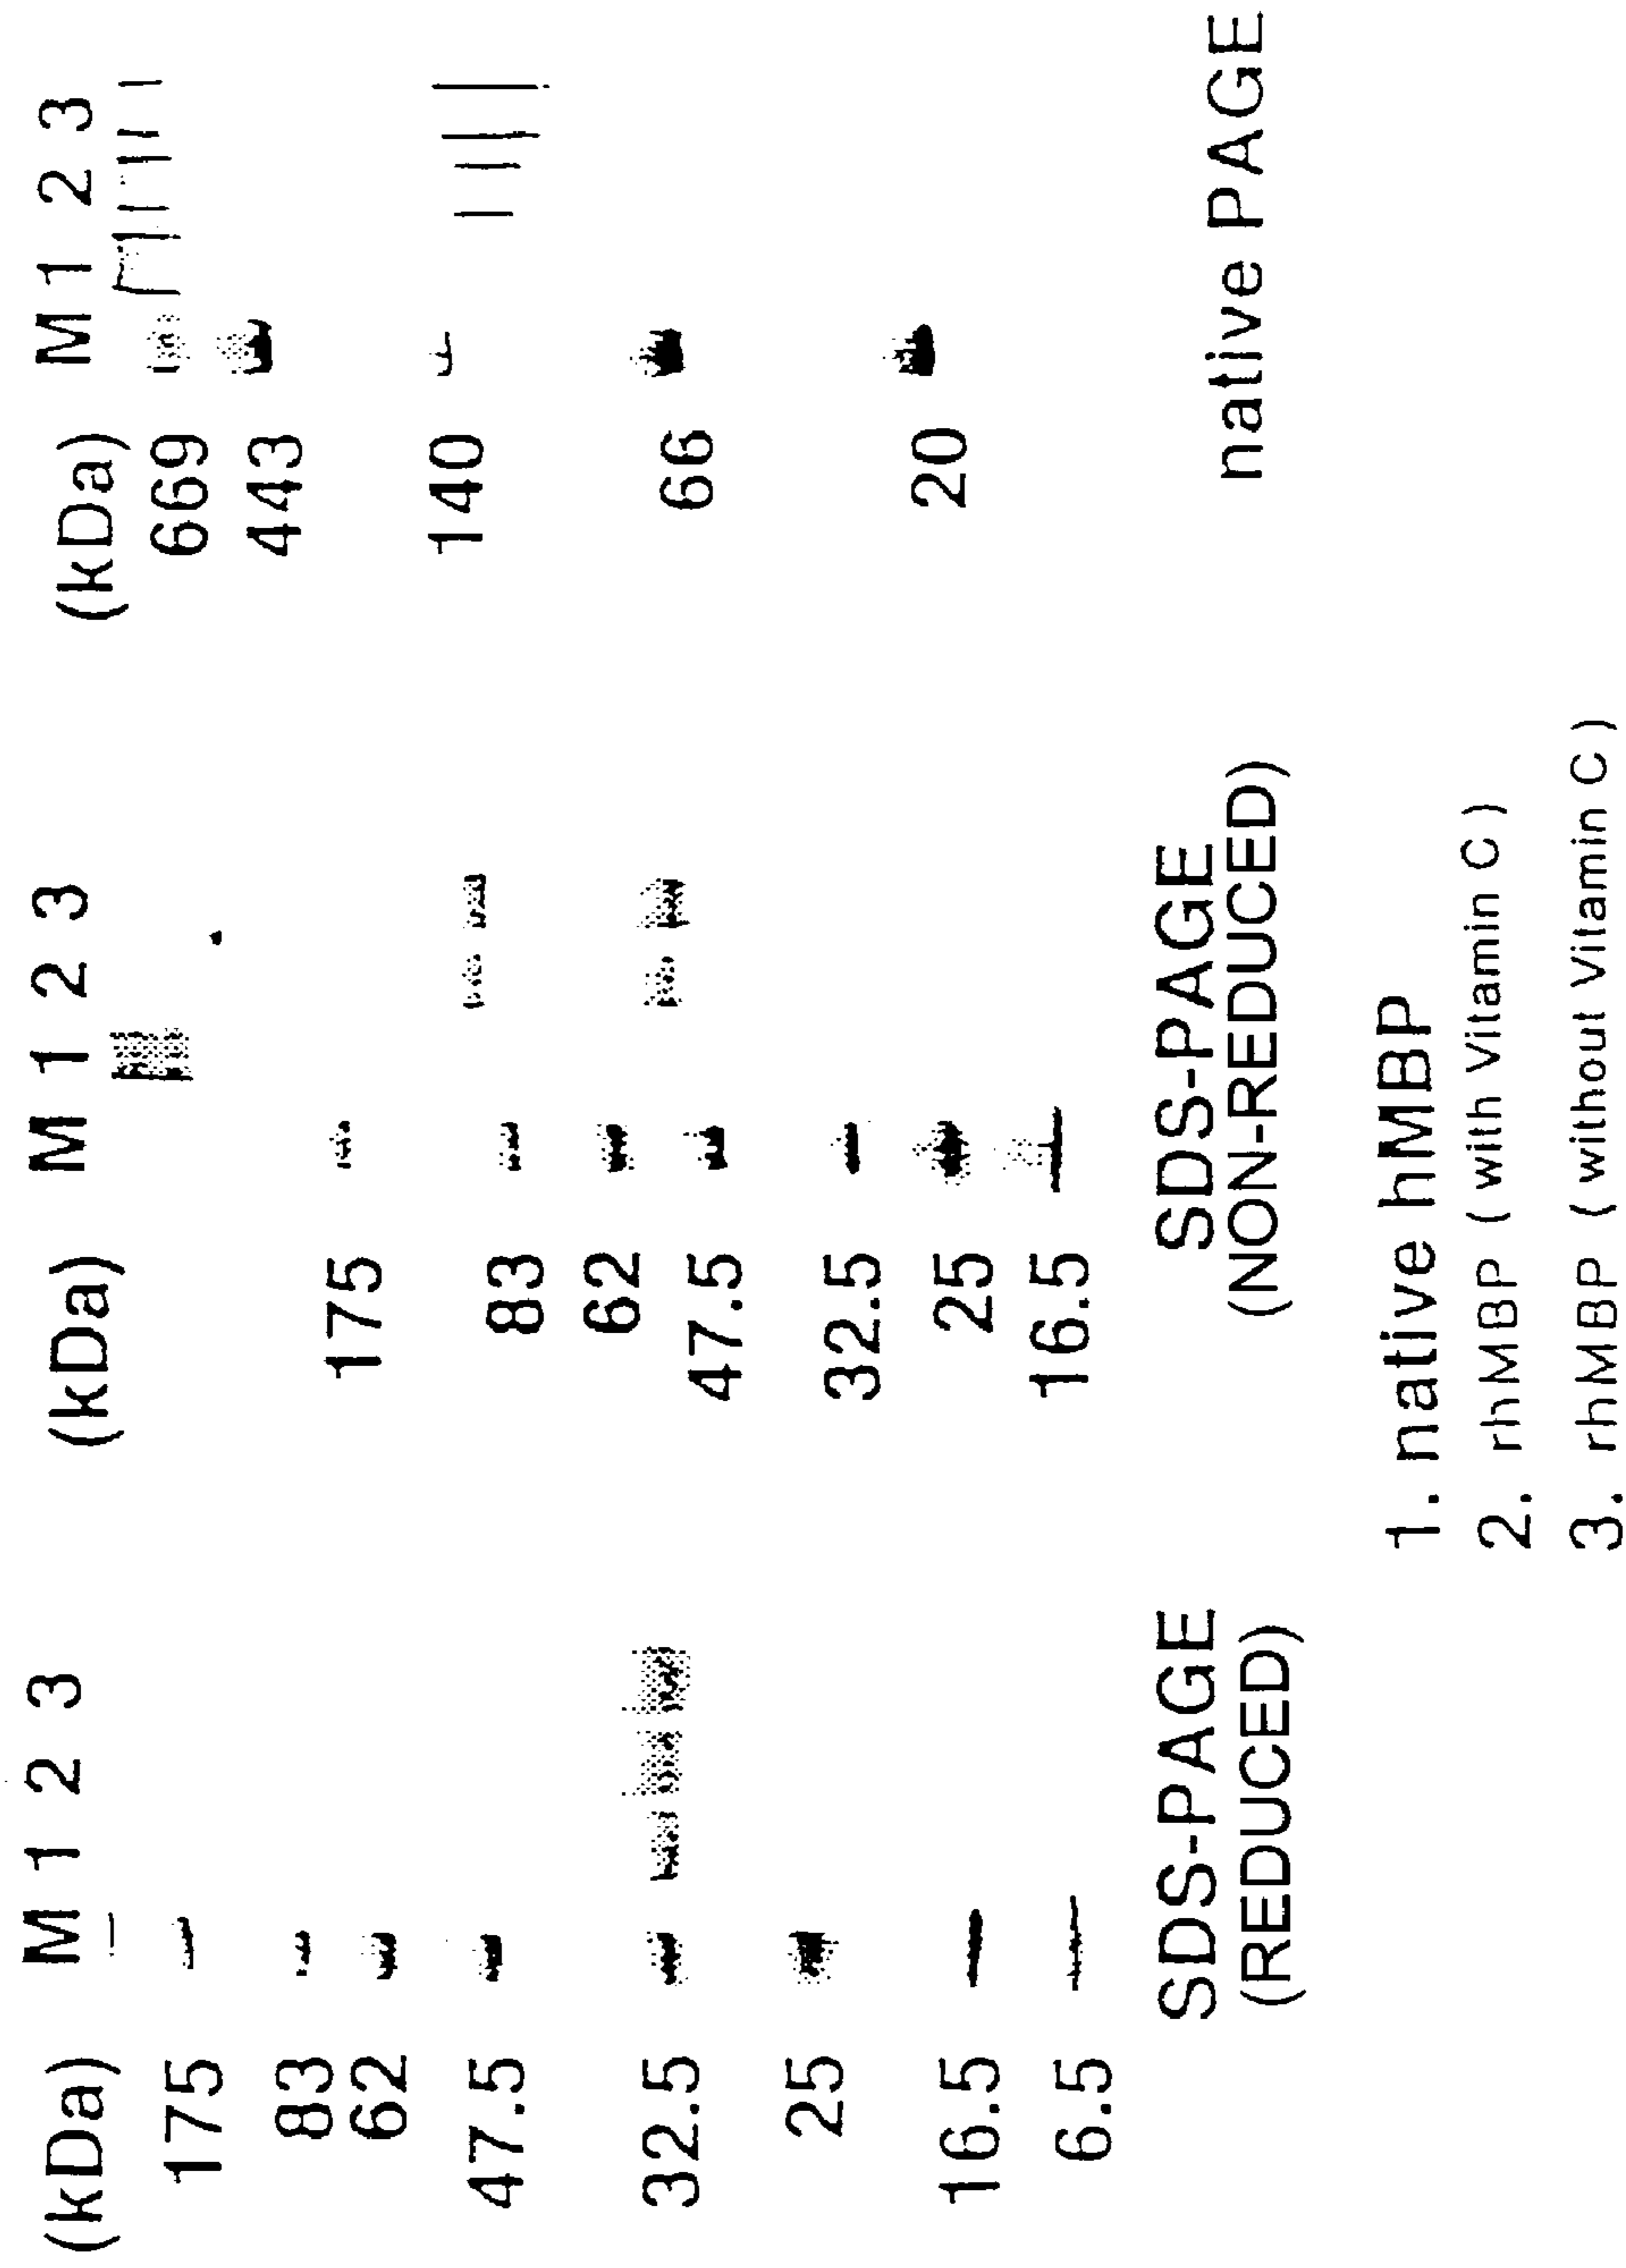 (kDa) M 1 2 3
175
83
62
47.5
32.5
25
16.5
6.5
SDS-PAGE
(REDUCED)
(kDa) M 1 2 3
175
83
62
47.5
32.5
25
16.5
SDS-PAGE
(NON-REDUCED)
(kDa) M 1 2 3
669
443
140
66
20
native PAGE
1. native hMBP
2. rhMBP ( with Vitamin C )
3. rhMBP ( without Vitamin C )